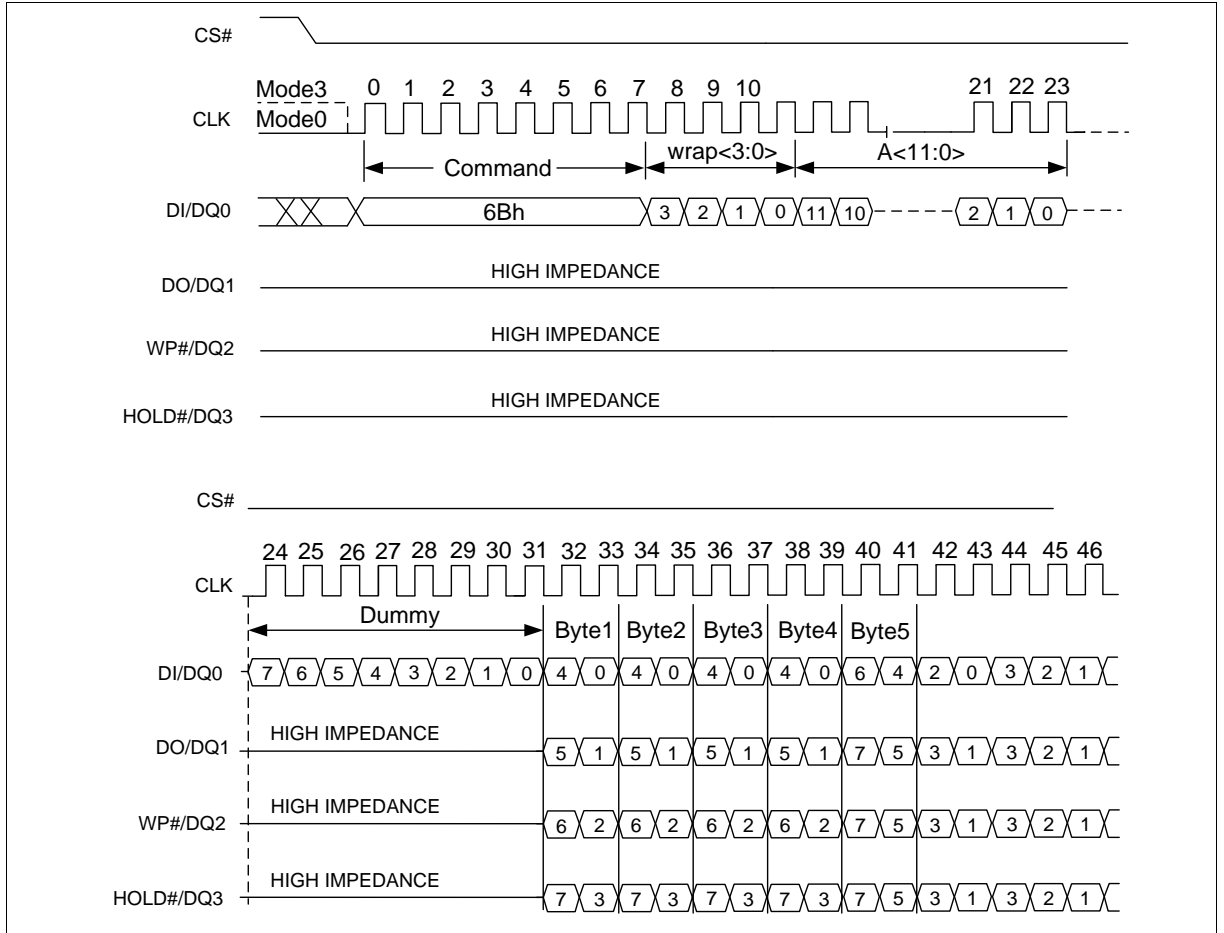 CS#
Mode3 0 1 2 3 4 5 6 7 8 9 10 21 22 23
CLK Mode0
Command wrap<3:0> A<11:0>
DI/DQ0 6Bh 3 2 1 0 11 10 2 1 0
HIGH IMPEDANCE
DO/DQ1
HIGH IMPEDANCE
WP#/DQ2
HIGH IMPEDANCE
HOLD#/DQ3
CS#
24 25 26 27 28 29 30 31 32 33 34 35 36 37 38 39 40 41 42 43 44 45 46
CLK
Dummy Byte1 Byte2 Byte3 Byte4 Byte5
DI/DQ0 7 6 5 4 3 2 1 0 4 0 4 0 4 0 4 0 6 4 2 0 3 2 1
HIGH IMPEDANCE
DO/DQ1 5 1 5 1 5 1 5 1 7 5 3 1 3 2 1
HIGH IMPEDANCE
WP#/DQ2 6 2 6 2 6 2 6 2 7 5 3 1 3 2 1
HIGH IMPEDANCE
HOLD#/DQ3 7 3 7 3 7 3 7 3 7 5 3 1 3 2 1